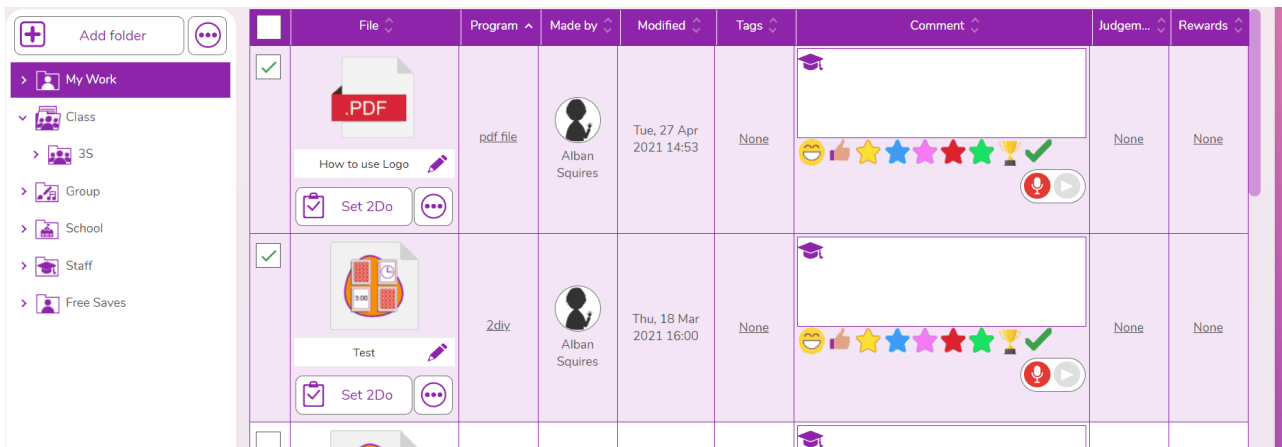 Add folder
My Work
Class
3S
Group
School
Staff
Free Saves
File Program Made by Modified Tags Comment Judgem... Rewards
.PDF
How to use Logo
Set 2Do
pdf file
Alban
Squires
Tue, 27 Apr
2021 14:53
None
None
None
3:00
Test
Set 2Do
2diy
Alban
Squires
Thu, 18 Mar
2021 16:00
None
None
None